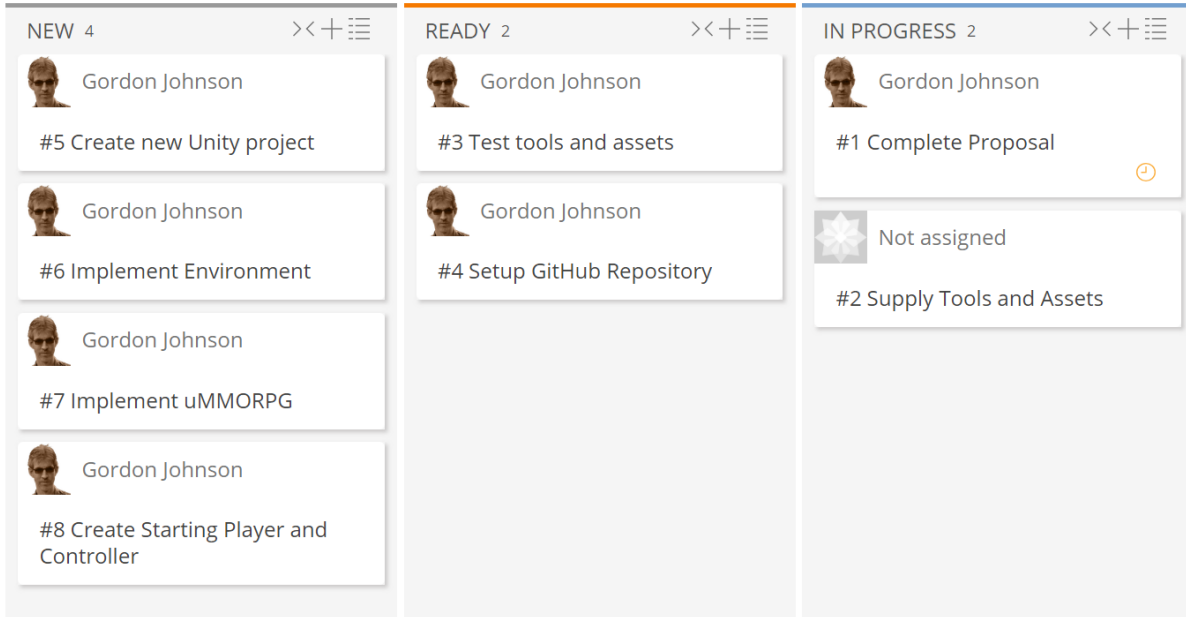 NEW 4
Gordon Johnson
#5 Create new Unity project
Gordon Johnson
#6 Implement Environment
Gordon Johnson
#7 Implement uMMORPG
Gordon Johnson
#8 Create Starting Player and
Controller
READY 2
Gordon Johnson
#3 Test tools and assets
Gordon Johnson
#4 Setup GitHub Repository
IN PROGRESS 2
Gordon Johnson
#1 Complete Proposal
Not assigned
#2 Supply Tools and Assets